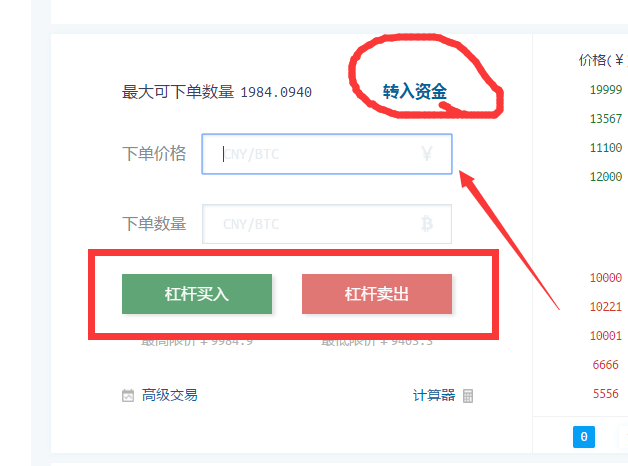 价格(¥)
最大可下单数量 1984.0940
转入资金
19999
13567
下单价格 CNY/BTC ¥
11100
12000
下单数量 CNY/BTC
杠杆买入
杠杆卖出
10000
10221
最高限价¥9984.9
最低限价¥9403.3
10001
6666
高级交易
计算器
5556
0